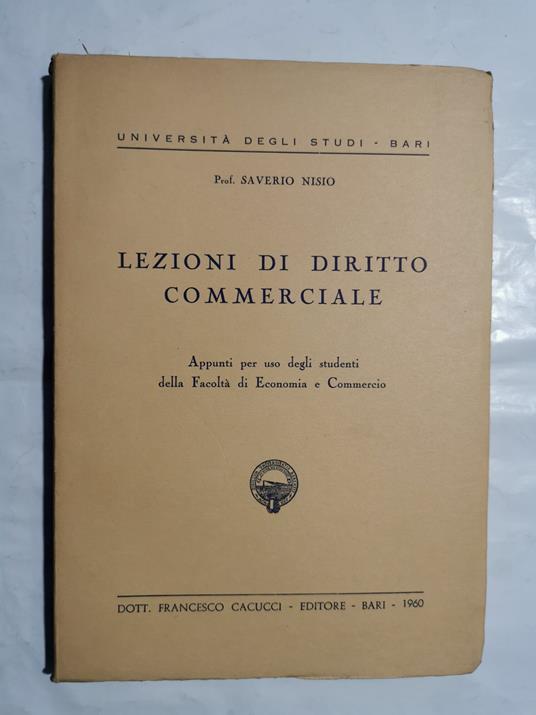 UNIVERSITÀ DEGLI STUDI - BARI
Prof. SAVERIO NISIO
LEZIONI DI DIRITTO
COMMERCIALE
Appunti per uso degli studenti
della Facoltà di Economia e Commercio
DOTT. FRANCESCO CACUCCI - EDITORE - BARI - 1960